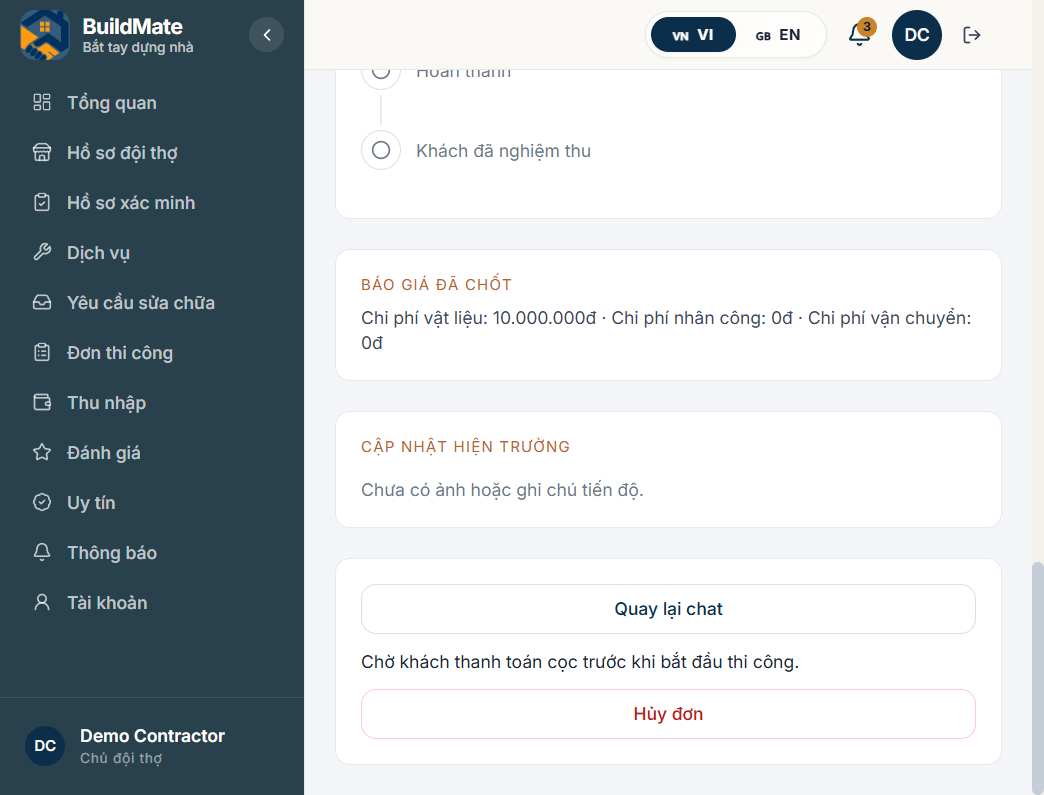 BuildMate
Bắt tay dựng nhà
Tổng quan
Hồ sơ đội thợ
Hồ sơ xác minh
Dịch vụ
Yêu cầu sửa chữa
Đơn thi công
Thu nhập
Đánh giá
Uy tín
Thông báo
Tài khoản
DC
Demo Contractor
Chủ đội thợ
VN VI
GB EN
3
DC
Hoàn thành
Khách đã nghiệm thu
BÁO GIÁ ĐÃ CHỐT
Chi phí vật liệu: 10.000.000đ · Chi phí nhân công: 0đ · Chi phí vận chuyển:
0đ
CẬP NHẬT HIỆN TRƯỜNG
Chưa có ảnh hoặc ghi chú tiến độ.
Quay lại chat
Chờ khách thanh toán cọc trước khi bắt đầu thi công.
Hủy đơn